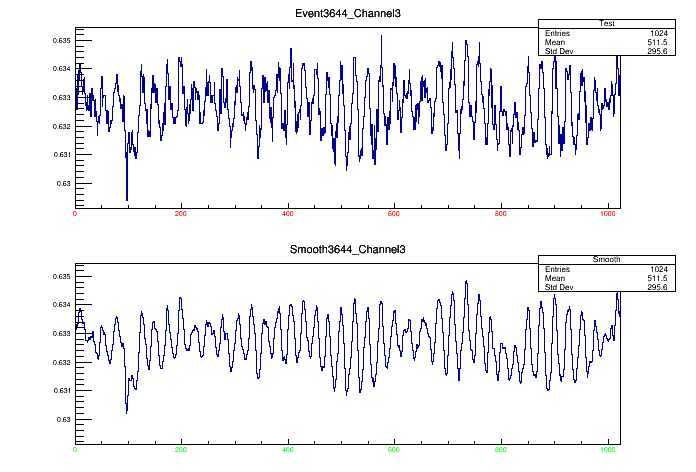 Event3644_Channel3
Test
Entries 1024
Mean 511.5
Std Dev 295.6
0.635
0.634
0.633
0.632
0.631
0.63
0 200 400 600 800 1000
Smooth3644_Channel3
Smooth
Entries 1024
Mean 511.5
Std Dev 295.6
0.635
0.634
0.633
0.632
0.631
0.63
0 200 400 600 800 1000